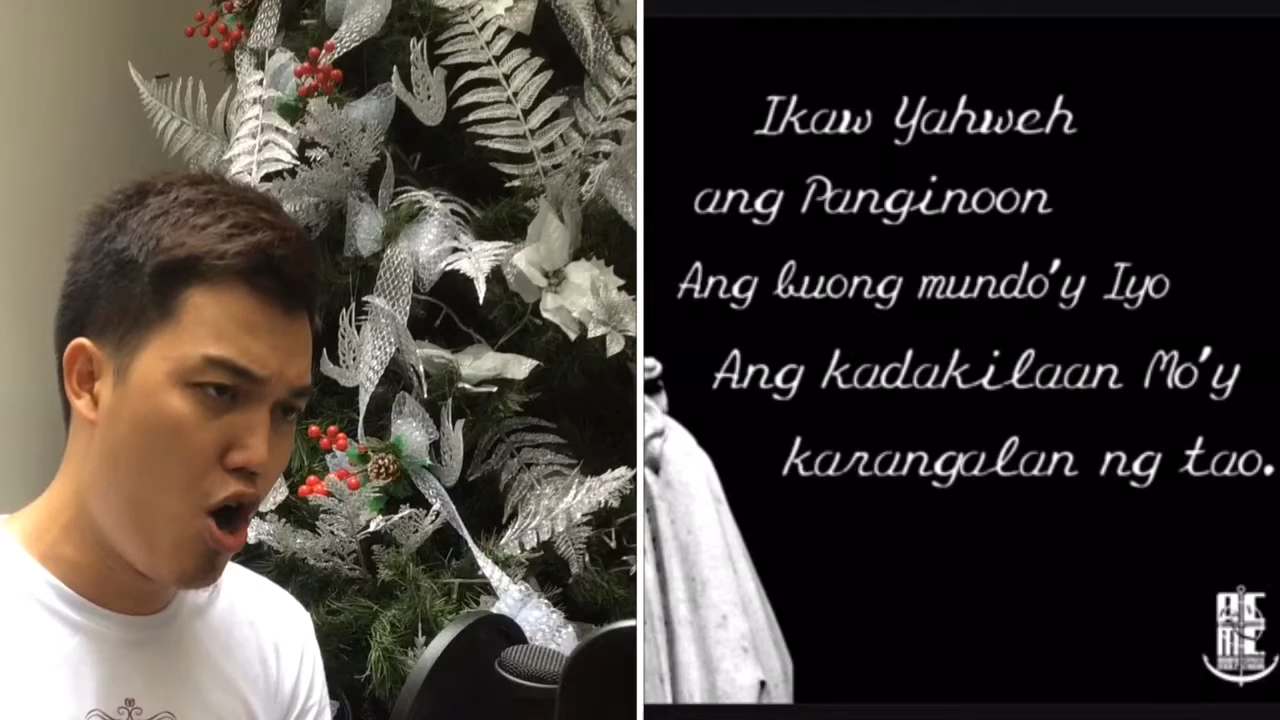 Ikaw Yahweh
ang Panginoon
Ang buong mundo'y Iyo
Ang kadakilaan Mo'y
karangalan ng tao.